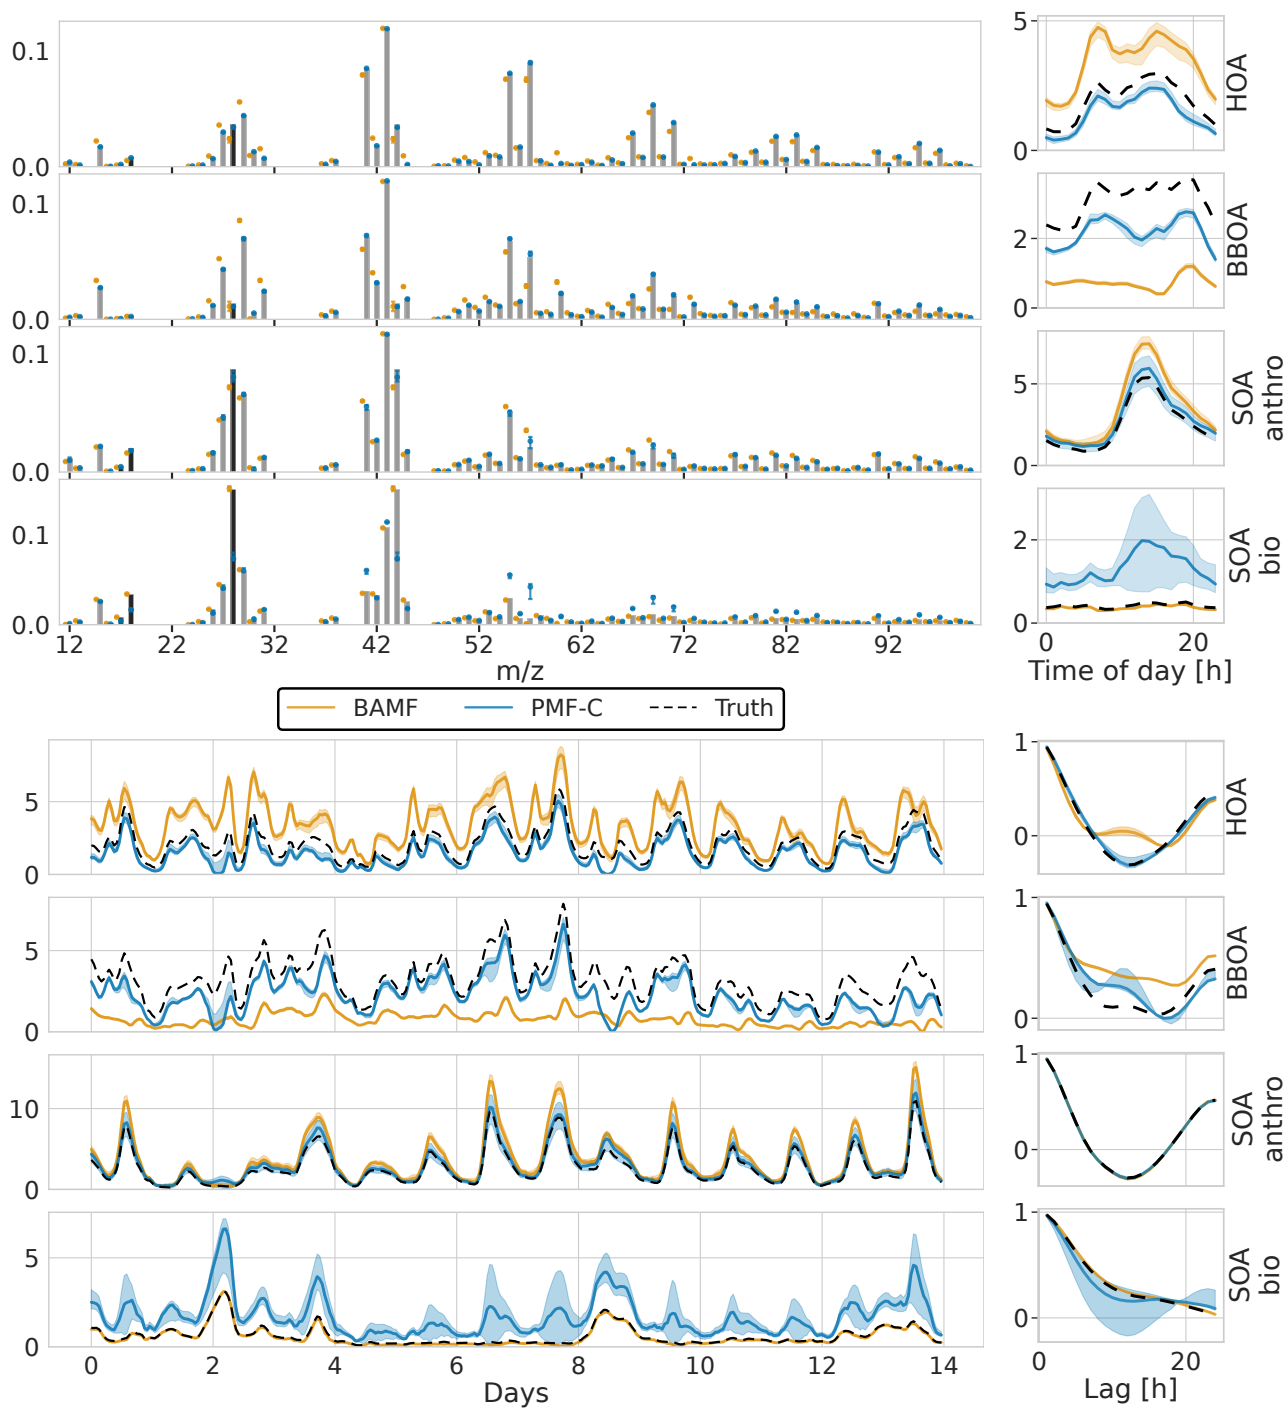 0.1
0.0
5
0
HOA
0.1
0.0
2
0
BBOA
0.1
0.0
5
0
SOA
anthro
0.1
0.0
12 22 32 42 52 62 72 82 92
m/z
2
0
0 20
Time of day [h]
SOA
bio
BAMF PMF-C Truth
5
0
1
0
HOA
5
0
1
0
BBOA
10
0
1
0
SOA
anthro
5
0
0 2 4 6 8 10 12 14
Days
1
0
0 20
Lag [h]
SOA
bio